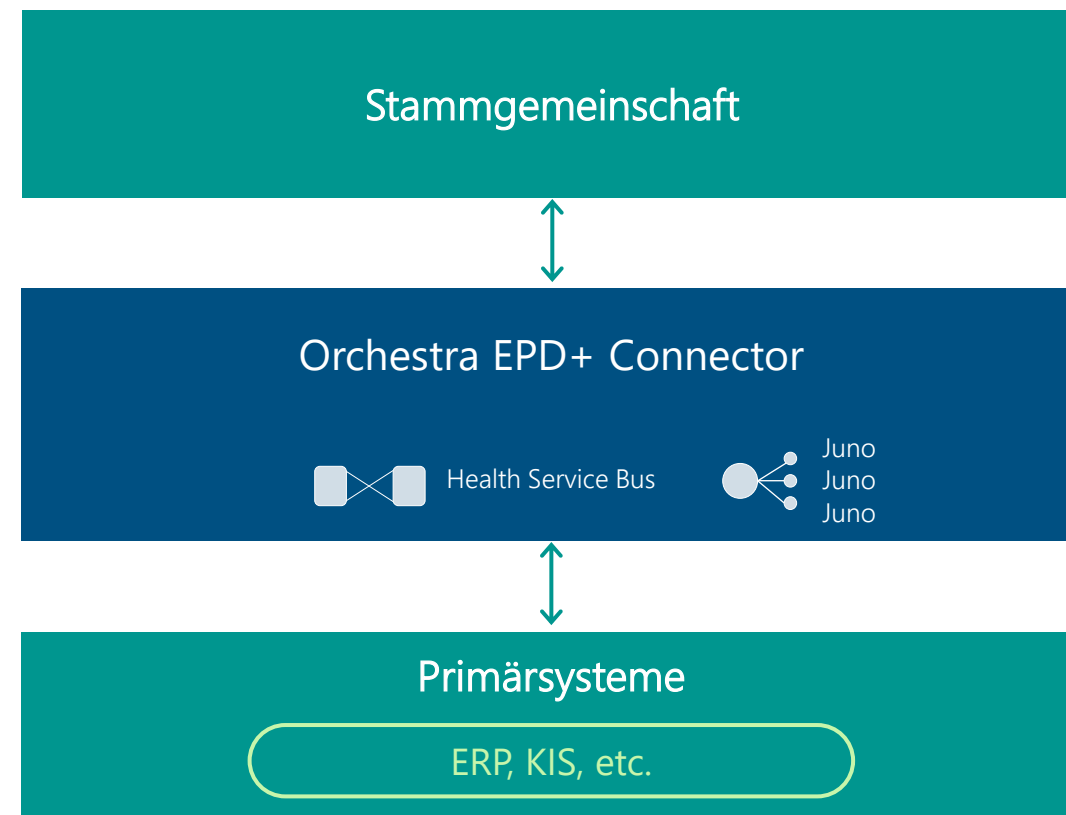 Stammgemeinschaft
Orchestra EPD+ Connector
Health Service Bus
Juno
Juno
Juno
Primärsysteme
ERP, KIS, etc.